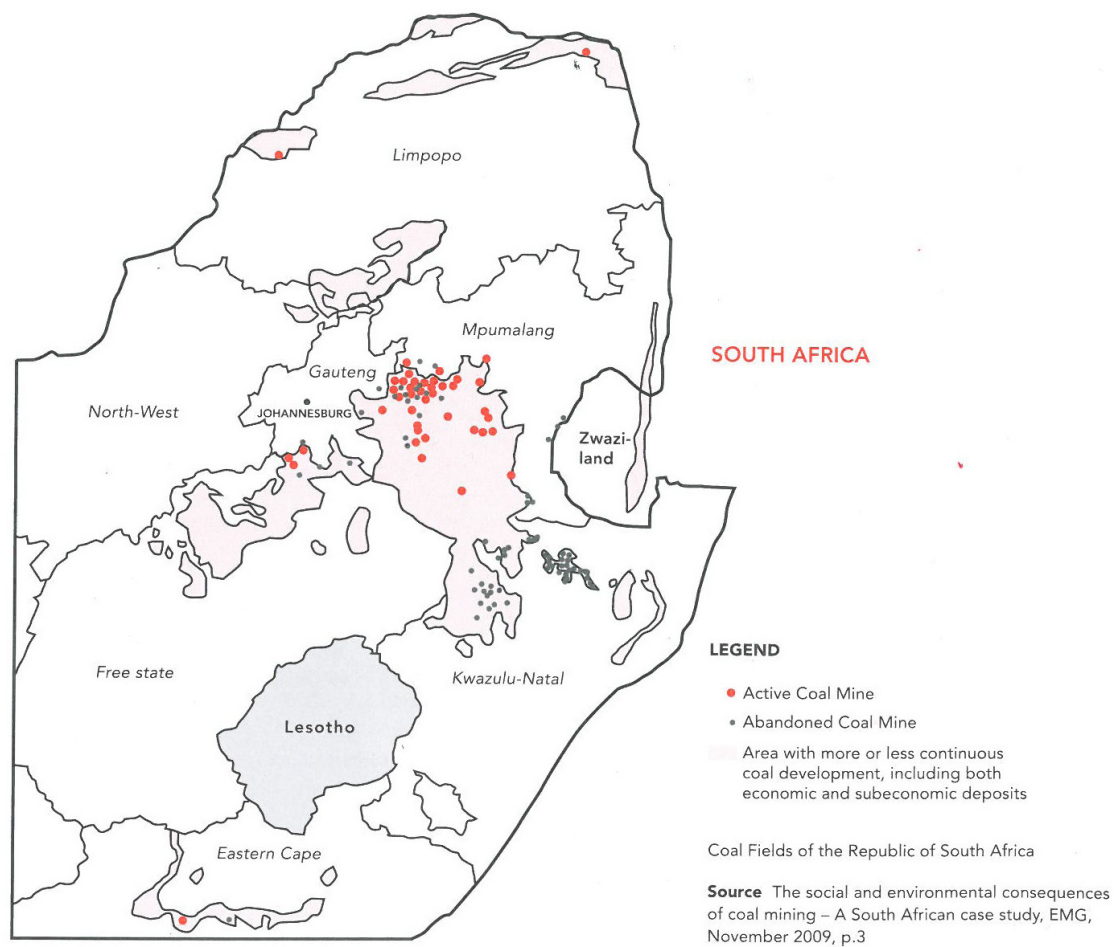 Limpopo
Mpumalang
SOUTH AFRICA
Gauteng
North-West
JOHANNESBURG
Zwazi-
land
Free state
Kwazulu-Natal
Lesotho
Eastern Cape
LEGEND
Active Coal Mine
Abandoned Coal Mine
Area with more or less continuous
coal development, including both
economic and subeconomic deposits
Coal Fields of the Republic of South Africa
Source The social and environmental consequences
of coal mining – A South African case study, EMG,
November 2009, p.3